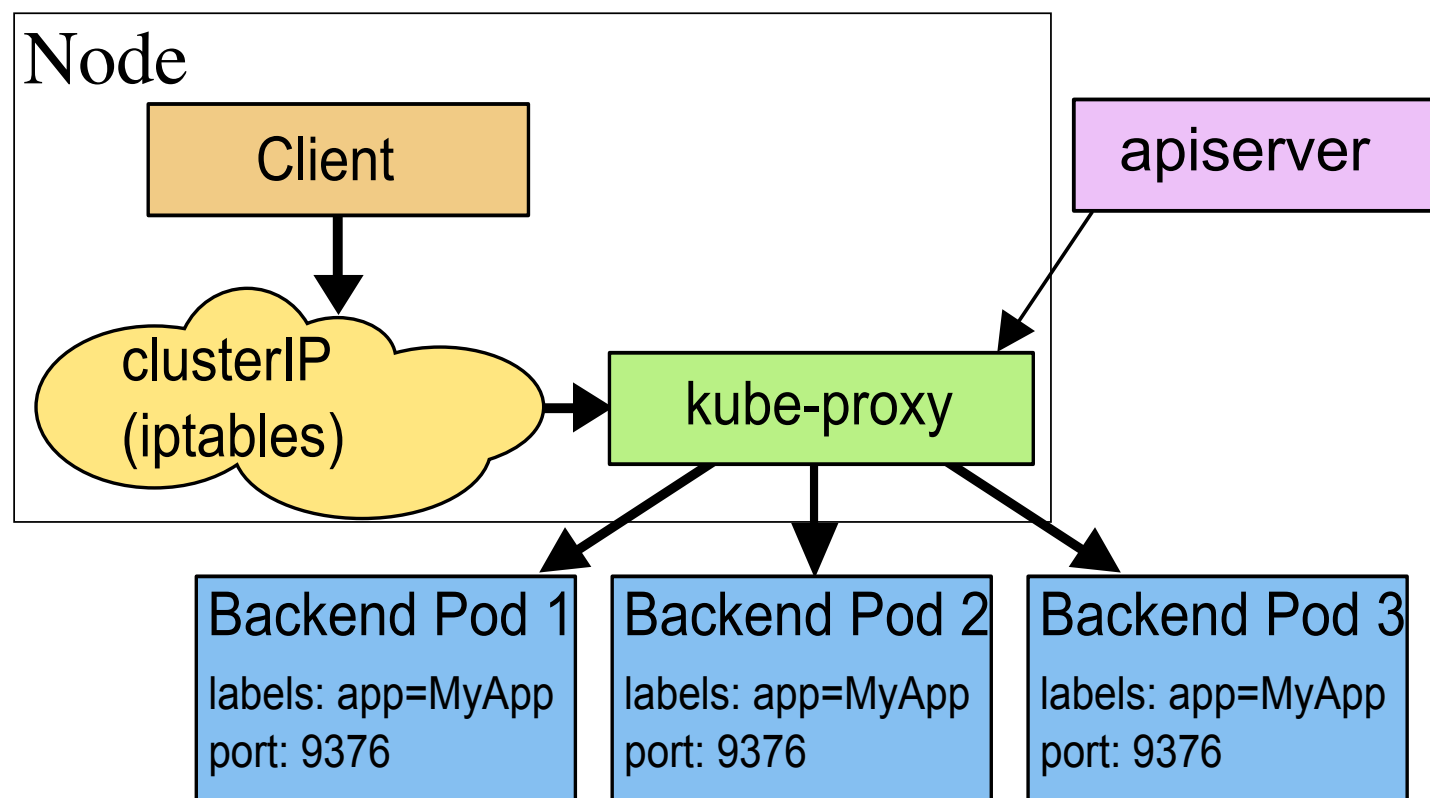 Node
Client
apiserver
clusterIP
(iptables)
kube-proxy
Backend Pod 1
labels: app=MyApp
port: 9376
Backend Pod 2
labels: app=MyApp
port: 9376
Backend Pod 3
labels: app=MyApp
port: 9376